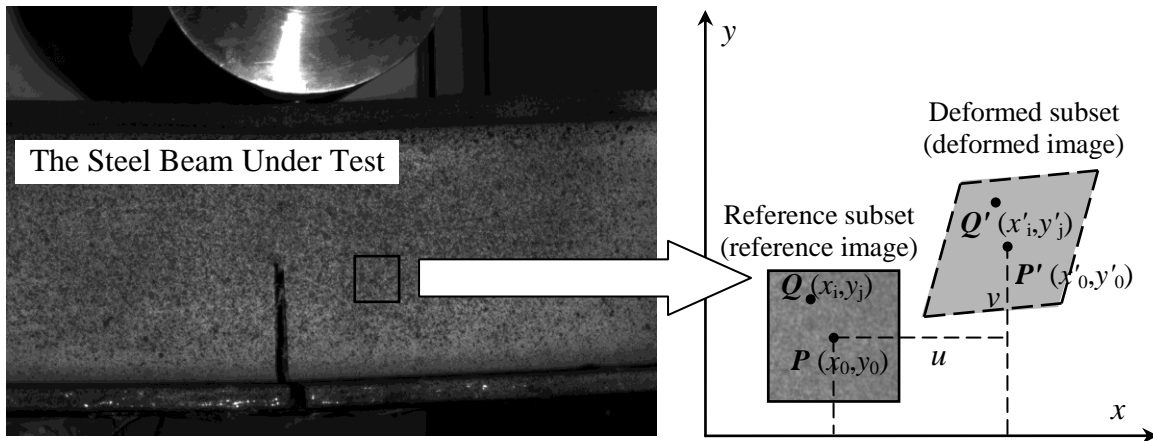 The Steel Beam Under Test
y
Deformed subset
(deformed image)
Q' (x'i,y'j)
P' (x'0,y'0)
v
Reference subset
(reference image)
Q (xi,yj)
P (x0,y0)
u
x